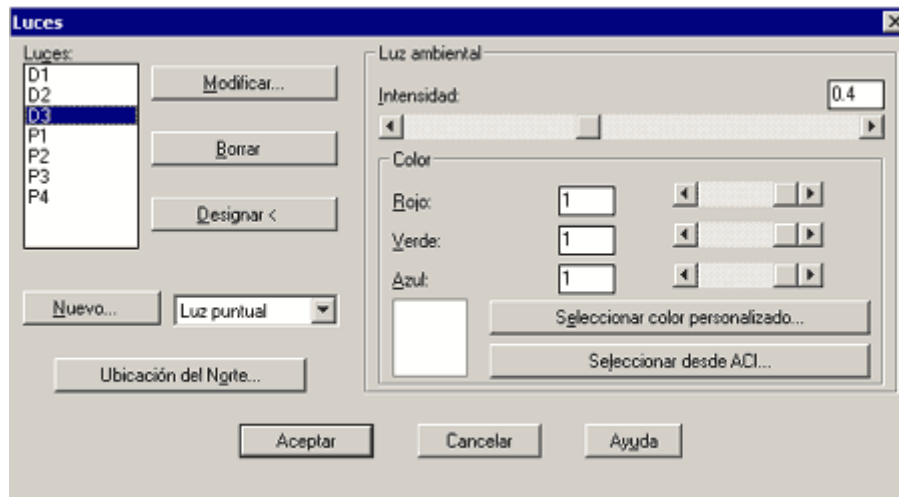 Luces
Luces:
D1
D2
D3
P1
P2
P3
P4
Modificar...
Borrar
Designar <
Nuevo...
Luz puntual
Ubicación del Norte...
Luz ambiental
Intensidad:
0.4
Color
Rojo:
1
Verde:
1
Azul:
1
Seleccionar color personalizado...
Seleccionar desde ACI...
Aceptar
Cancelar
Ayuda